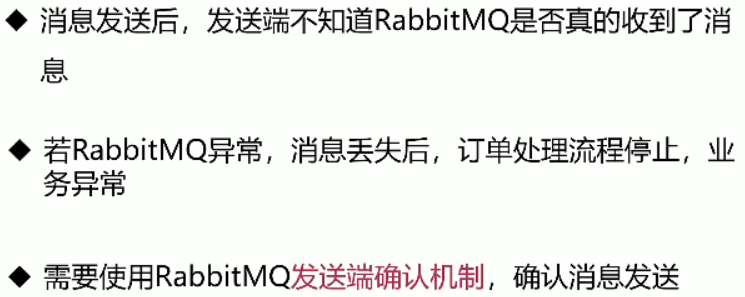 ◆ 消息发送后，发送端不知道RabbitMQ是否真的收到了消
息
◆ 若RabbitMQ异常，消息丢失后，订单处理流程停止，业
务异常
◆ 需要使用RabbitMQ发送端确认机制，确认消息发送